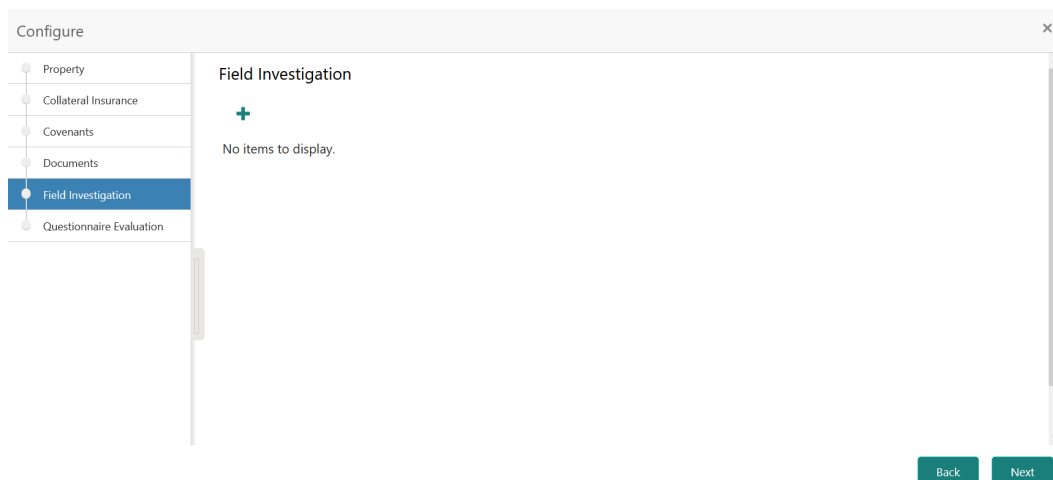 Configure
Property
Collateral Insurance
Covenants
Documents
Field Investigation
Questionnaire Evaluation
Field Investigation
No items to display.
Back
Next